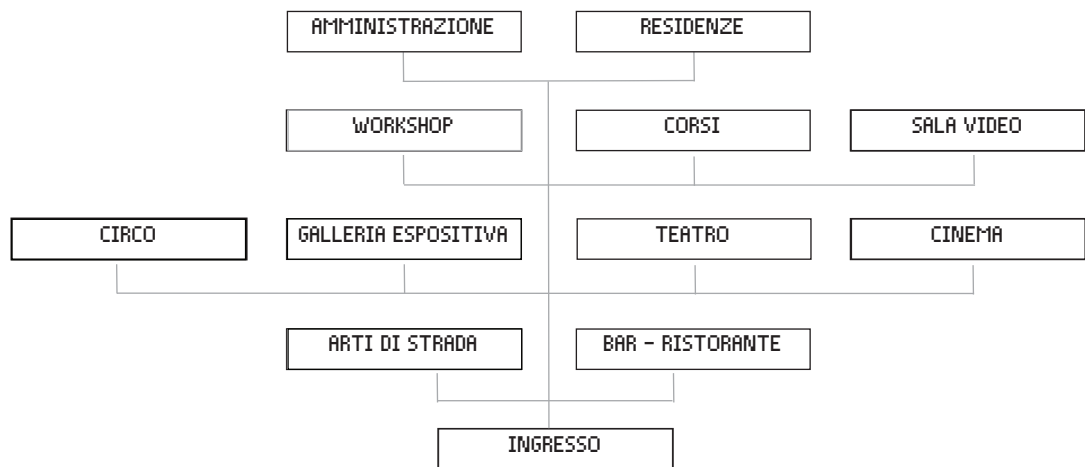 AMMINISTRAZIONE
RESIDENZE
WORKSHOP
CORSI
SALA VIDEO
CIRCO
GALLERIA ESPOSITIVA
TEATRO
CINEMA
ARTI DI STRADA
BAR - RISTORANTE
INGRESSO